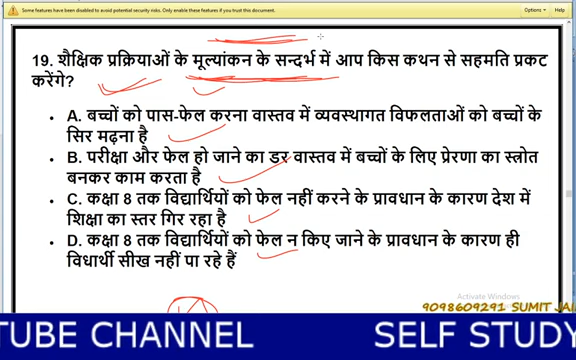 Some features have been disabled to avoid potential security risks. Only enable these features if you trust this document.
Options
19. शैक्षिक प्रक्रियाओं के मूल्यांकन के सन्दर्भ में आप किस कथन से सहमति प्रकट
करेंगे?
• A. बच्चों को पास-फेल करना वास्तव में व्यवस्थागत विफलताओं को बच्चों के
सिर मढ़ना है
• B. परीक्षा और फेल हो जाने का डर वास्तव में बच्चों के लिए प्रेरणा का स्त्रोत
बनकर काम करता है
• C. कक्षा 8 तक विद्यार्थियों को फेल नहीं करने के प्रावधान के कारण देश में
शिक्षा का स्तर गिर रहा है
• D. कक्षा 8 तक विद्यार्थियों को फेल न किए जाने के प्रावधान के कारण ही
विधार्थी सीख नहीं पा रहे हैं
Activate Windows
9098609291 SUMIT JAI
TUBE CHANNEL SELF STUDY